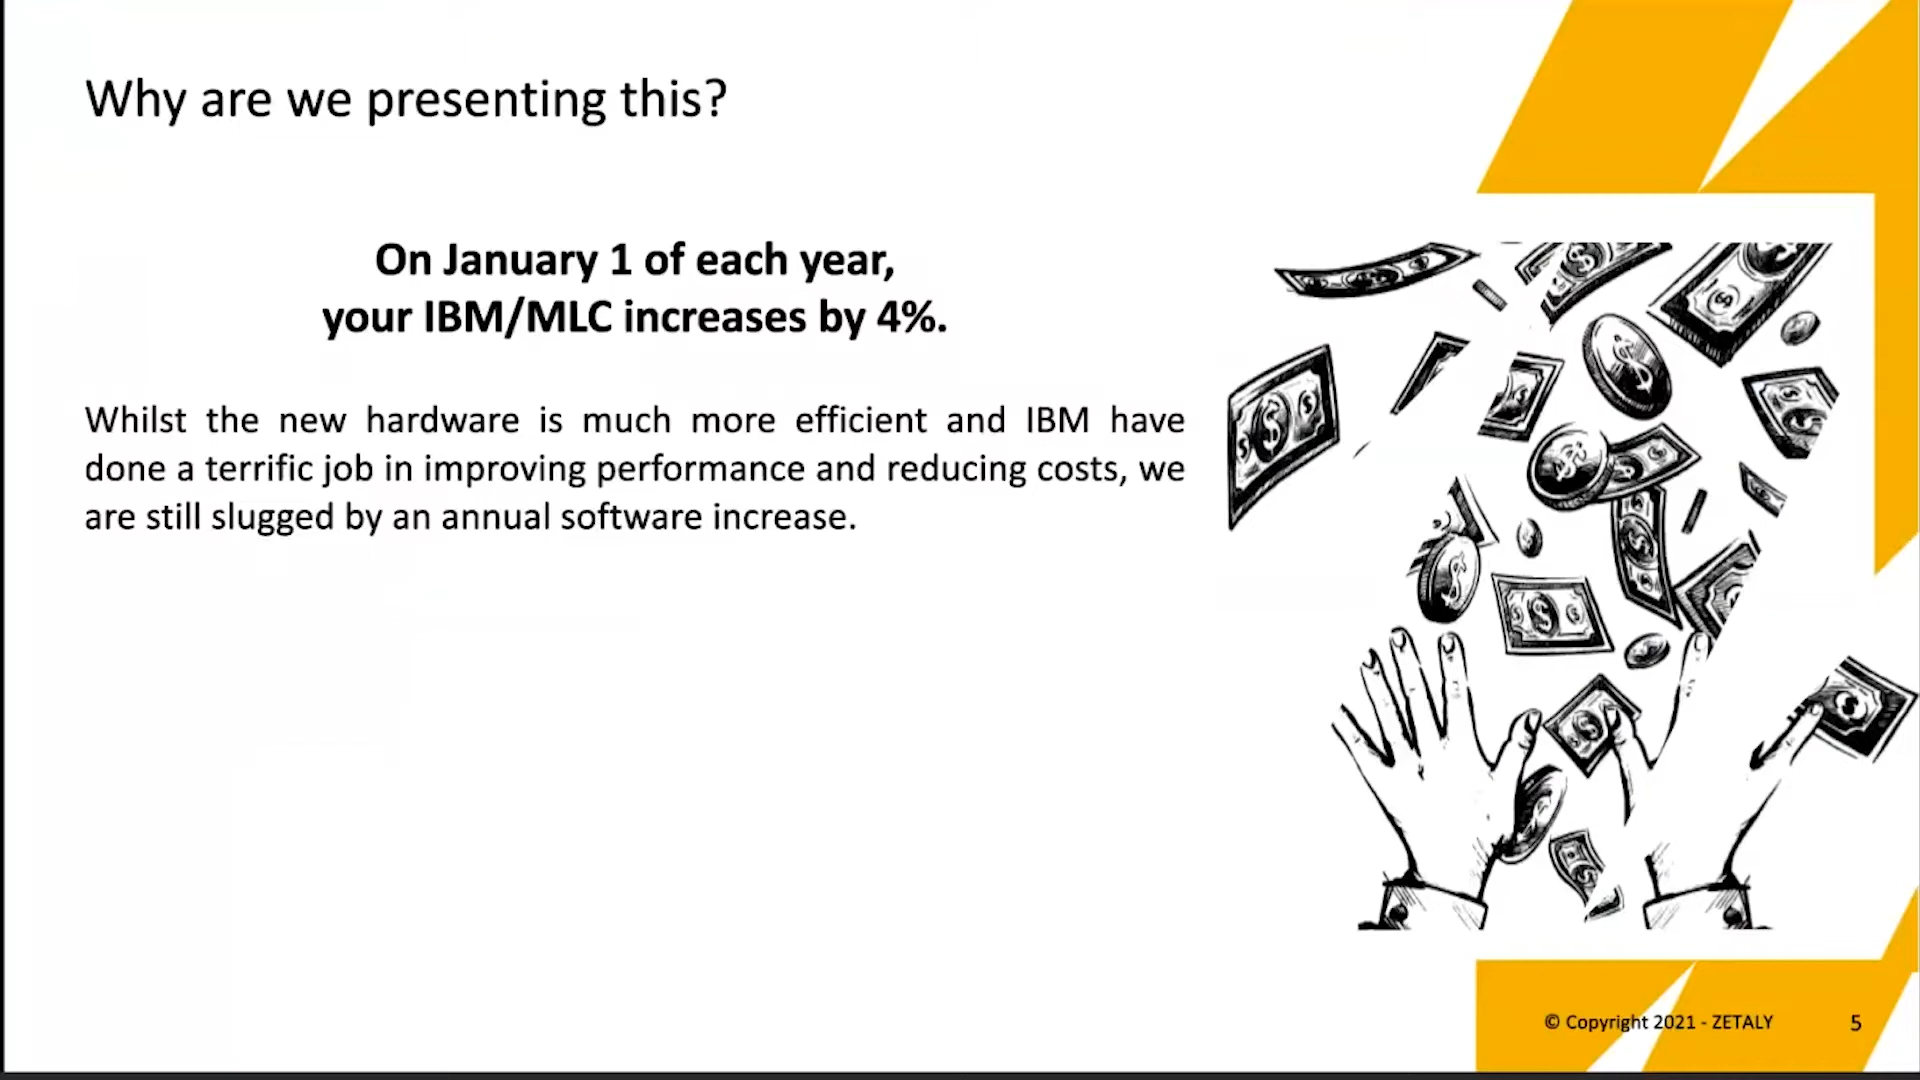 Why are we presenting this?
On January 1 of each year,
your IBM/MLC increases by 4%.
Whilst the new hardware is much more efficient and IBM have
done a terrific job in improving performance and reducing costs, we
are still slugged by an annual software increase.
© Copyright 2021 - ZETALY 5